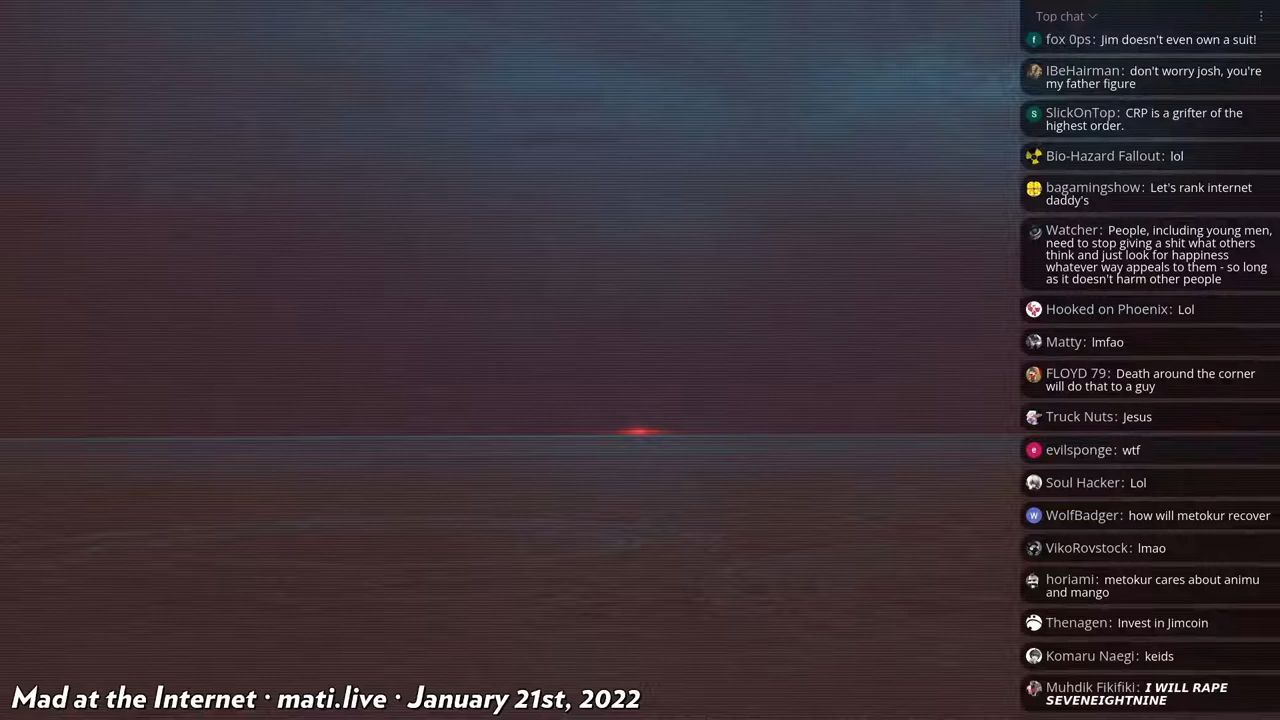 Top chat
fox 0ps: Jim doesn't even own a suit!
IBeHairman: don't worry josh, you're
my father figure
SlickOnTop: CRP is a grifter of the
highest order.
Bio-Hazard Fallout: lol
bagamingshow: Let's rank internet
daddy's
Watcher: People, including young men,
need to stop giving a shit what others
think and just look for happiness
whatever way appeals to them - so long
as it doesn't harm other people
Hooked on Phoenix: Lol
Matty: lmfao
FLOYD 79: Death around the corner
will do that to a guy
Truck Nuts: Jesus
evilsponge: wtf
Soul Hacker: Lol
WolfBadger: how will metokur recover
VikoRovstock: lmao
horiami: metokur cares about animu
and mango
Thenagen: Invest in Jimcoin
Komaru Naegi: keids
Muhdik Fikifiki: I WILL RAPE
SEVENEIGHTNINE
Mad at the Internet · mati.live · January 21st, 2022